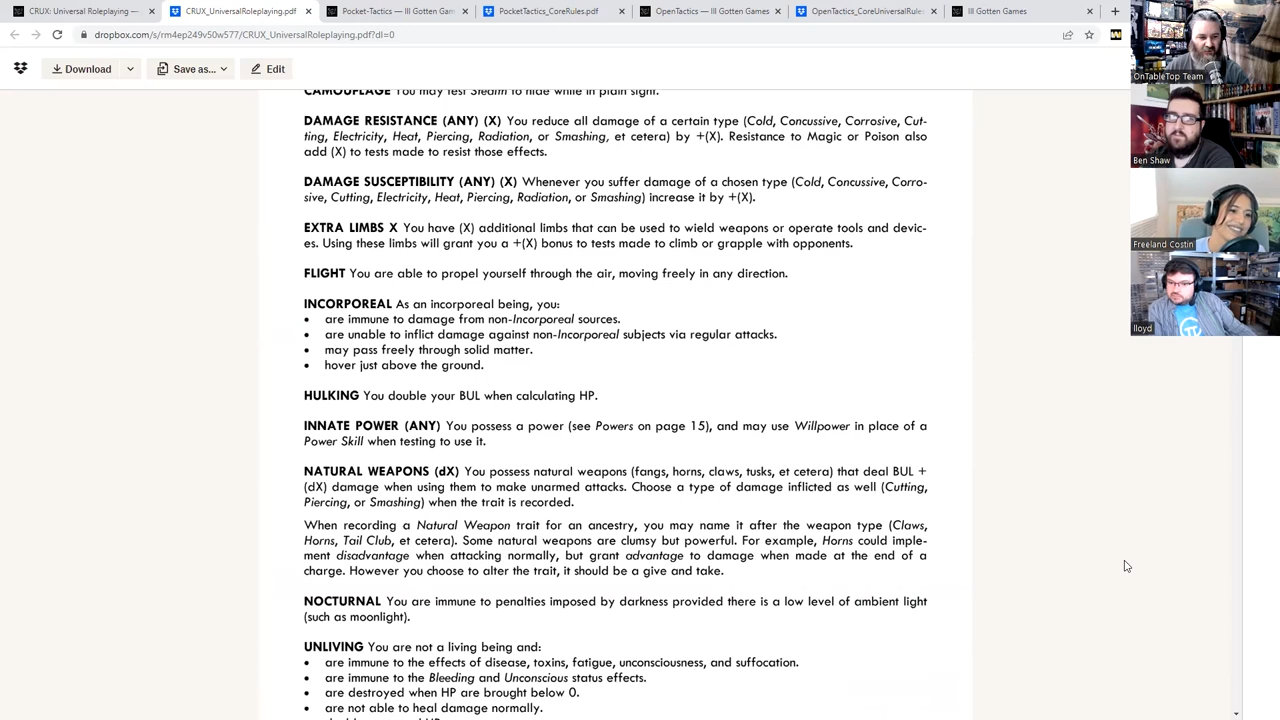 CRUX: Universal Roleplaying —
CRUX_UniversalRoleplaying.pdf
Pocket-Tactics — Ill Gotten Gam
PocketTactics_CoreRules.pdf
OpenTactics — Ill Gotten Games
OpenTactics_CoreUniversalRules
Ill Gotten Games
dropbox.com/s/rm4ep249v50w577/CRUX_UniversalRoleplaying.pdf?dl=0
Download
Save as...
Edit
OnTableTop Team
Ben Shaw
Freeland Costin
lloyd
CAMOUFLAGE You may test Stealth to hide while in plain sight.
DAMAGE RESISTANCE (ANY) (X) You reduce all damage of a certain type (Cold, Concussive, Corrosive, Cut-
ting, Electricity, Heat, Piercing, Radiation, or Smashing, et cetera) by +(X). Resistance to Magic or Poison also
add (X) to tests made to resist those effects.
DAMAGE SUSCEPTIBILITY (ANY) (X) Whenever you suffer damage of a chosen type (Cold, Concussive, Corro-
sive, Cutting, Electricity, Heat, Piercing, Radiation, or Smashing) increase it by +(X).
EXTRA LIMBS X You have (X) additional limbs that can be used to wield weapons or operate tools and devic-
es. Using these limbs will grant you a +(X) bonus to tests made to climb or grapple with opponents.
FLIGHT You are able to propel yourself through the air, moving freely in any direction.
INCORPOREAL As an incorporeal being, you:
• are immune to damage from non-Incorporeal sources.
• are unable to inflict damage against non-Incorporeal subjects via regular attacks.
• may pass freely through solid matter.
• hover just above the ground.
HULKING You double your BUL when calculating HP.
INNATE POWER (ANY) You possess a power (see Powers on page 15), and may use Willpower in place of a
Power Skill when testing to use it.
NATURAL WEAPONS (dX) You possess natural weapons (fangs, horns, claws, tusks, et cetera) that deal BUL +
(dX) damage when using them to make unarmed attacks. Choose a type of damage inflicted as well (Cutting,
Piercing, or Smashing) when the trait is recorded.
When recording a Natural Weapon trait for an ancestry, you may name it after the weapon type (Claws,
Horns, Tail Club, et cetera). Some natural weapons are clumsy but powerful. For example, Horns could imple-
ment disadvantage when attacking normally, but grant advantage to damage when made at the end of a
charge. However you choose to alter the trait, it should be a give and take.
NOCTURNAL You are immune to penalties imposed by darkness provided there is a low level of ambient light
(such as moonlight).
UNLIVING You are not a living being and:
• are immune to the effects of disease, toxins, fatigue, unconsciousness, and suffocation.
• are immune to the Bleeding and Unconscious status effects.
• are destroyed when HP are brought below 0.
• are not able to heal damage normally.